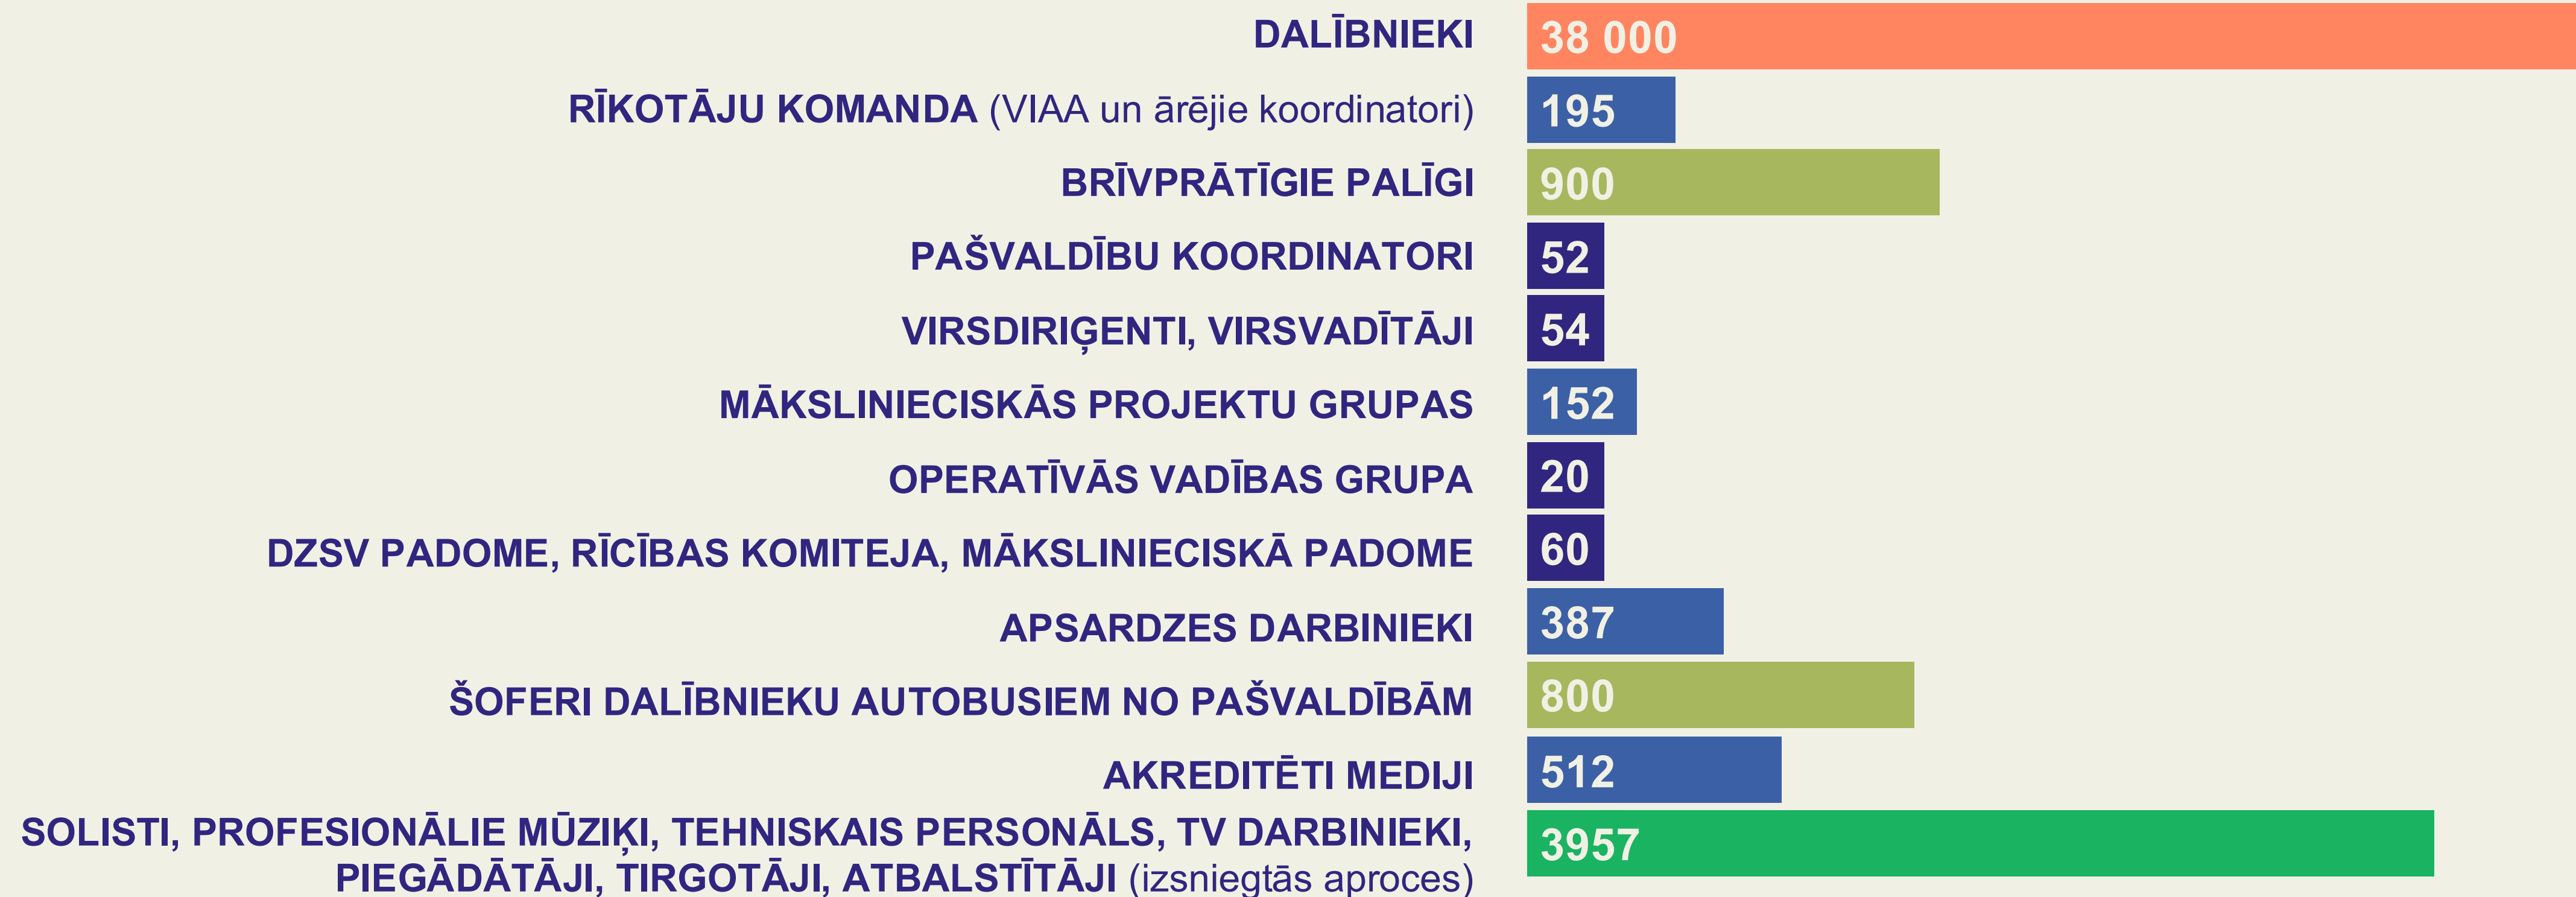 DALĪBNIEKI 38 000
RĪKOTĀJU KOMANDA (VIAA un ārējie koordinatori) 195
BRĪVPRĀTĪGIE PALĪGI 900
PAŠVALDĪBU KOORDINATORI 52
VIRSDIRIĢENTI, VIRSVADĪTĀJI 54
MĀKSLINIECISKĀS PROJEKTU GRUPAS 152
OPERATĪVĀS VADĪBAS GRUPA 20
DZSV PADOME, RĪCĪBAS KOMITEJA, MĀKSLINIECISKĀ PADOME 60
APSARDZES DARBINIEKI 387
ŠOFERI DALĪBNIEKU AUTOBUSIEM NO PAŠVALDĪBĀM 800
AKREDITĒTI MEDIJI 512
SOLISTI, PROFESIONĀLIE MŪZIĶI, TEHNISKAIS PERSONĀLS, TV DARBINIEKI, 3957
PIEGĀDĀTĀJI, TIRGOTĀJI, ATBALSTĪTĀJI (izsniegtās aproces)